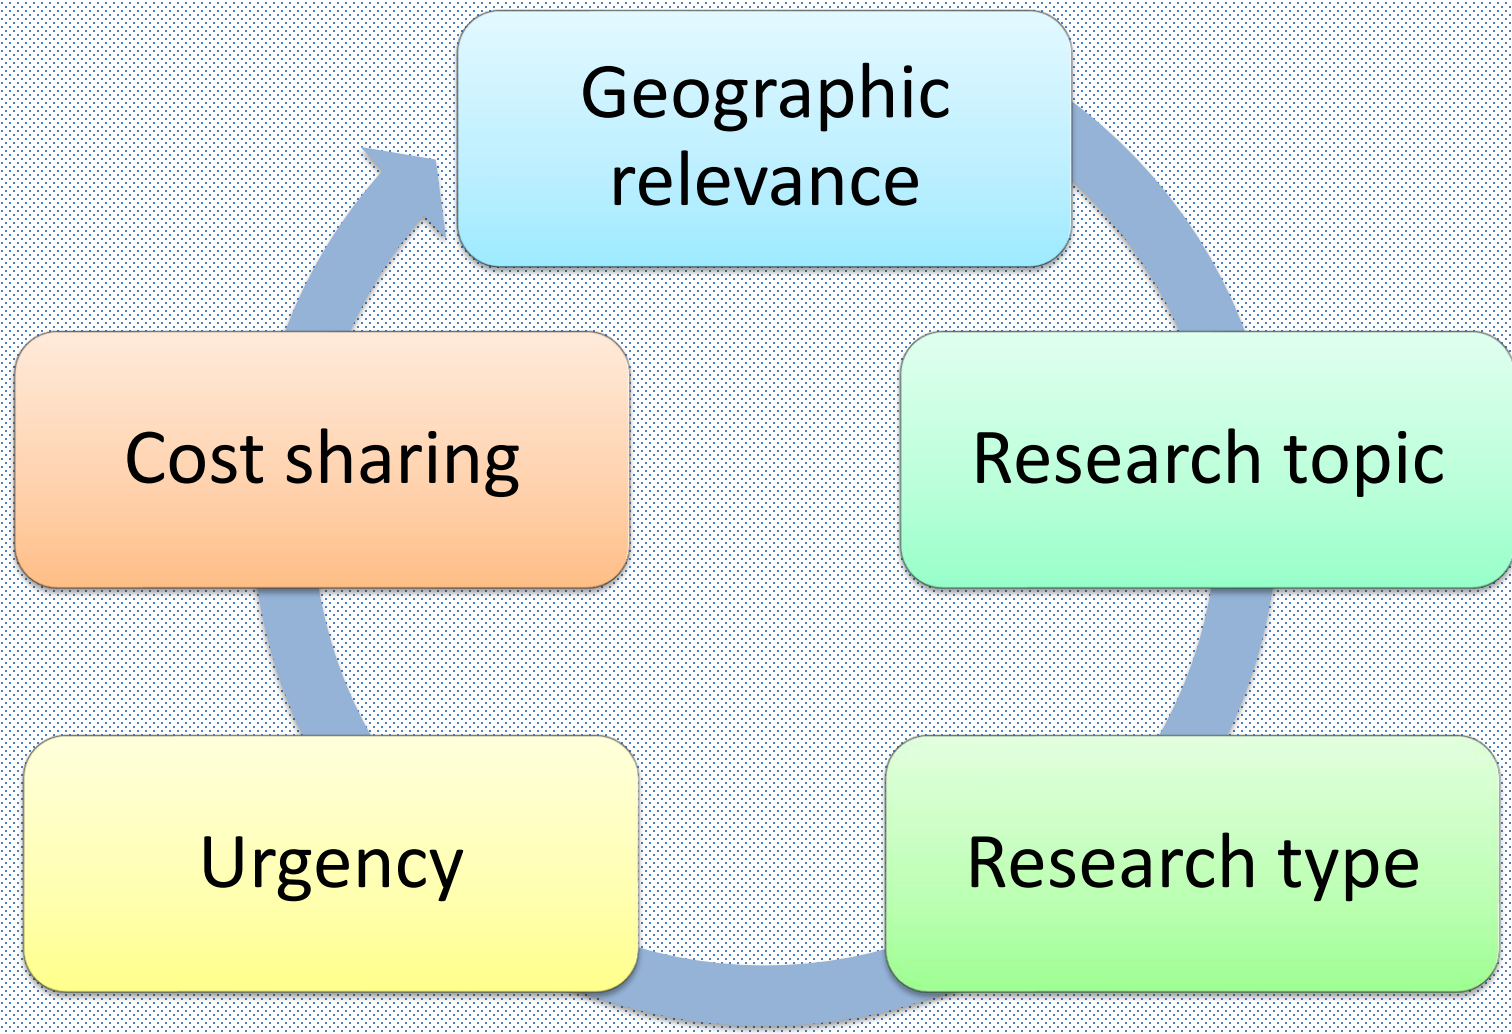 Geographic
relevance
Research topic
Research type
Urgency
Cost sharing